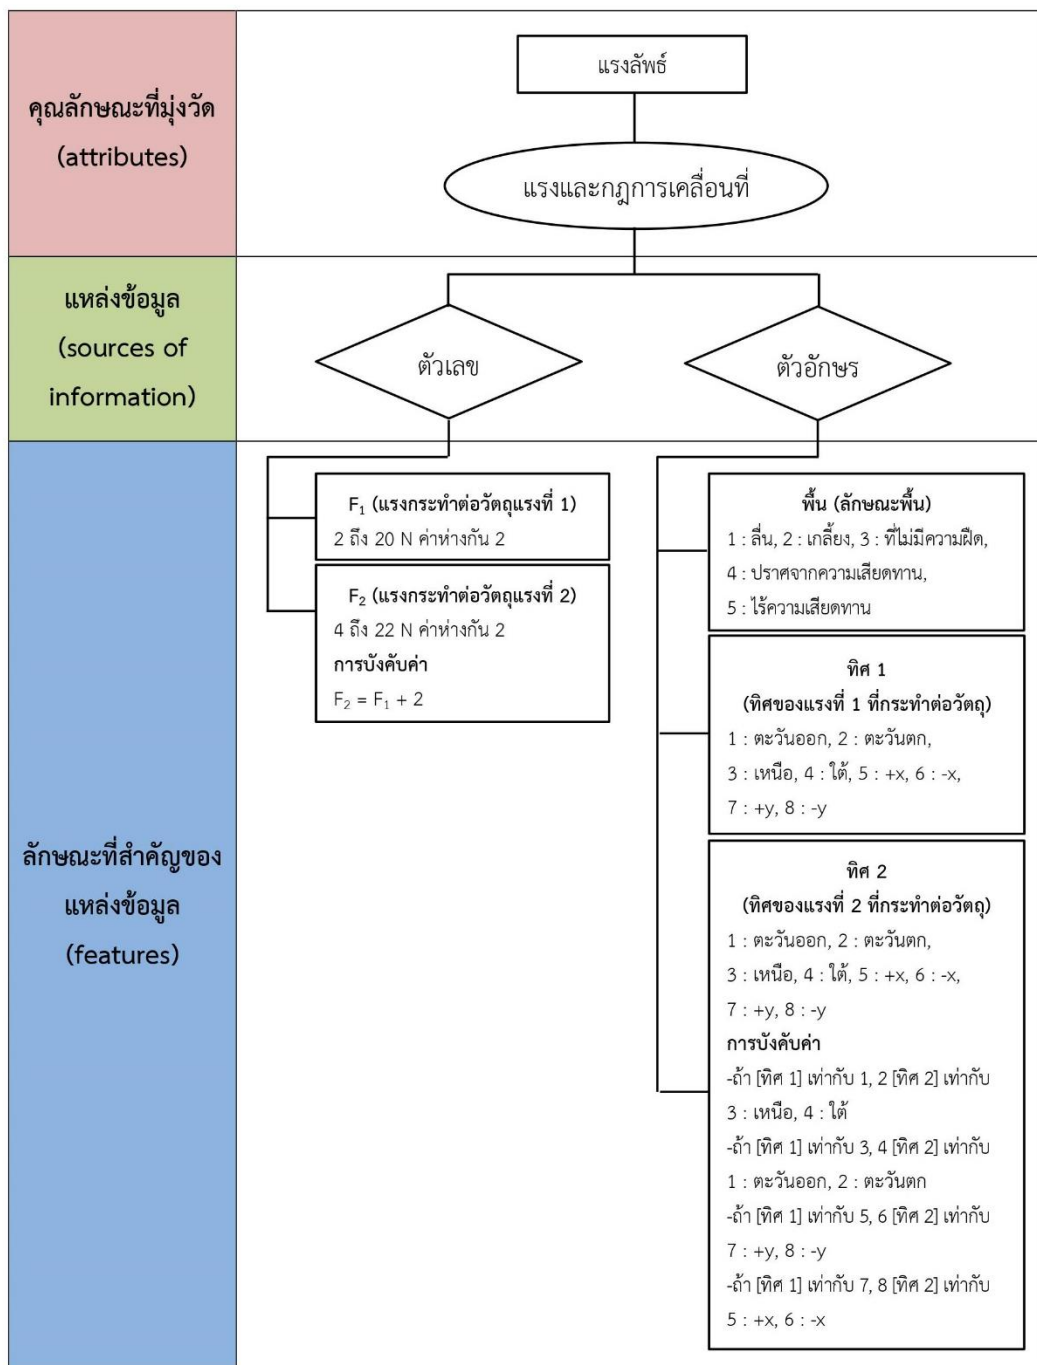 คุณลักษณะที่มุ่งวัด
(attributes)
แรงลัพธ์
แรงและกฎการเคลื่อนที่
แหล่งข้อมูล
(sources of
information)
ตัวเลข
ตัวอักษร
ลักษณะที่สำคัญของ
แหล่งข้อมูล
(features)
F₁ (แรงกระทำต่อวัตถุแรงที่ 1)
2 ถึง 20 N ค่าห่างกัน 2
F₂ (แรงกระทำต่อวัตถุแรงที่ 2)
4 ถึง 22 N ค่าห่างกัน 2
การบังคับค่า
F₂ = F₁ + 2
พื้น (ลักษณะพื้น)
1 : ลื่น, 2 : เกลี้ยง, 3 : ที่ไม่มีความฝืด,
4 : ปราศจากความเสียดทาน,
5 : ไร้ความเสียดทาน
ทิศ 1
(ทิศของแรงที่ 1 ที่กระทำต่อวัตถุ)
1 : ตะวันออก, 2 : ตะวันตก,
3 : เหนือ, 4 : ใต้, 5 : +x, 6 : -x,
7 : +y, 8 : -y
ทิศ 2
(ทิศของแรงที่ 2 ที่กระทำต่อวัตถุ)
1 : ตะวันออก, 2 : ตะวันตก,
3 : เหนือ, 4 : ใต้, 5 : +x, 6 : -x,
7 : +y, 8 : -y
การบังคับค่า
-ถ้า [ทิศ 1] เท่ากับ 1, 2 [ทิศ 2] เท่ากับ
3 : เหนือ, 4 : ใต้
-ถ้า [ทิศ 1] เท่ากับ 3, 4 [ทิศ 2] เท่ากับ
1 : ตะวันออก, 2 : ตะวันตก
-ถ้า [ทิศ 1] เท่ากับ 5, 6 [ทิศ 2] เท่ากับ
7 : +y, 8 : -y
-ถ้า [ทิศ 1] เท่ากับ 7, 8 [ทิศ 2] เท่ากับ
5 : +x, 6 : -x